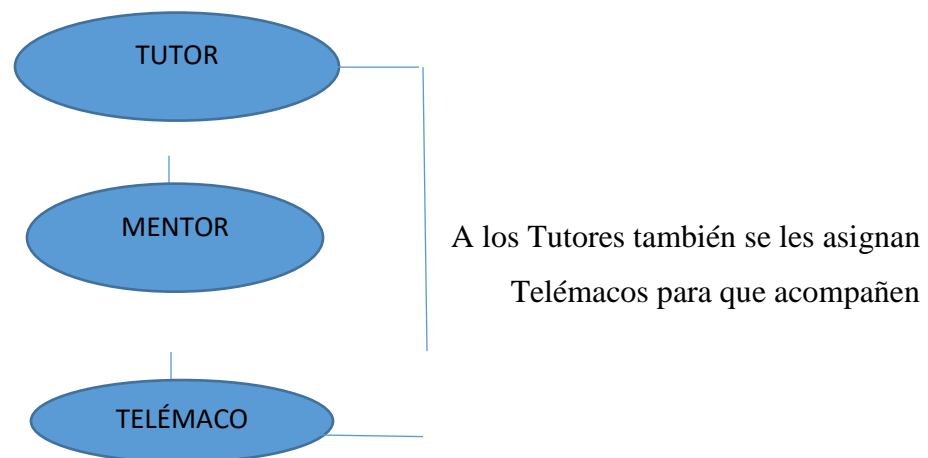 TUTOR
MENTOR
A los Tutores también se les asignan
Telémacos para que acompañen
TELÉMACO